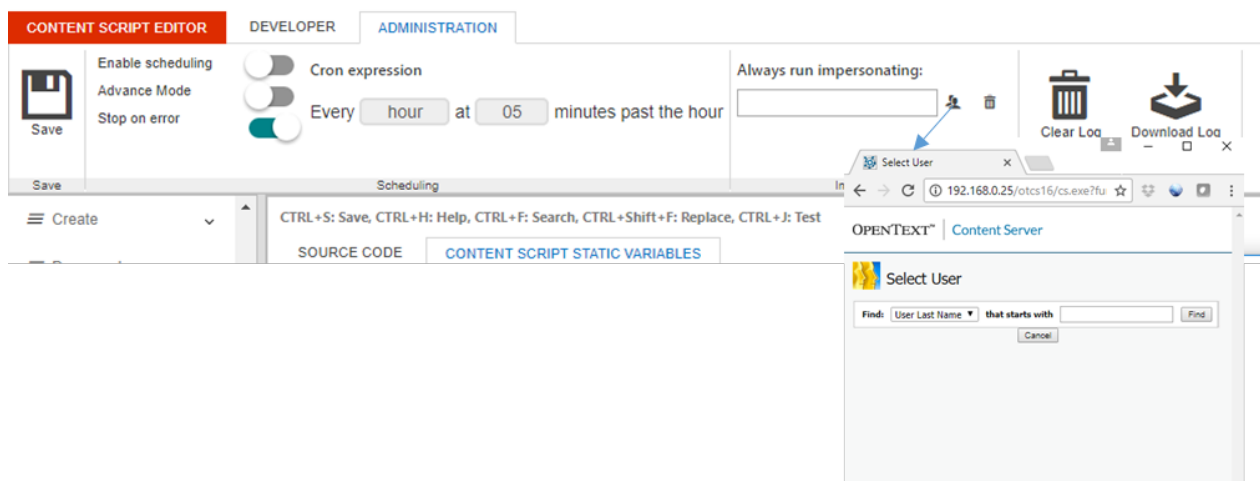 CONTENT SCRIPT EDITOR DEVELOPER ADMINISTRATION
Enable scheduling
Advance Mode
Stop on error
Cron expression
Every hour at 05 minutes past the hour
Always run impersonating:
Save
Clear Log Download Log
Save Scheduling
Create
CTRL+S: Save, CTRL+H: Help, CTRL+F: Search, CTRL+Shift+F: Replace, CTRL+J: Test
SOURCE CODE CONTENT SCRIPT STATIC VARIABLES
Select User
192.168.0.25/otcs16/cs.exe?fu
OPENTEXT™ Content Server
Select User
Find: User Last Name that starts with Find
Cancel